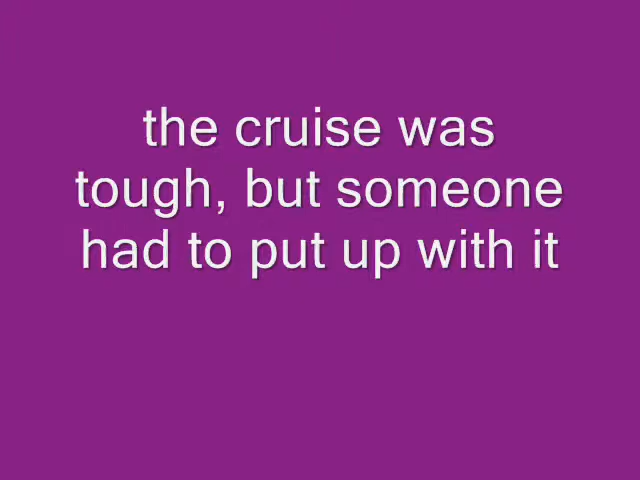 the cruise was
tough, but someone
had to put up with it